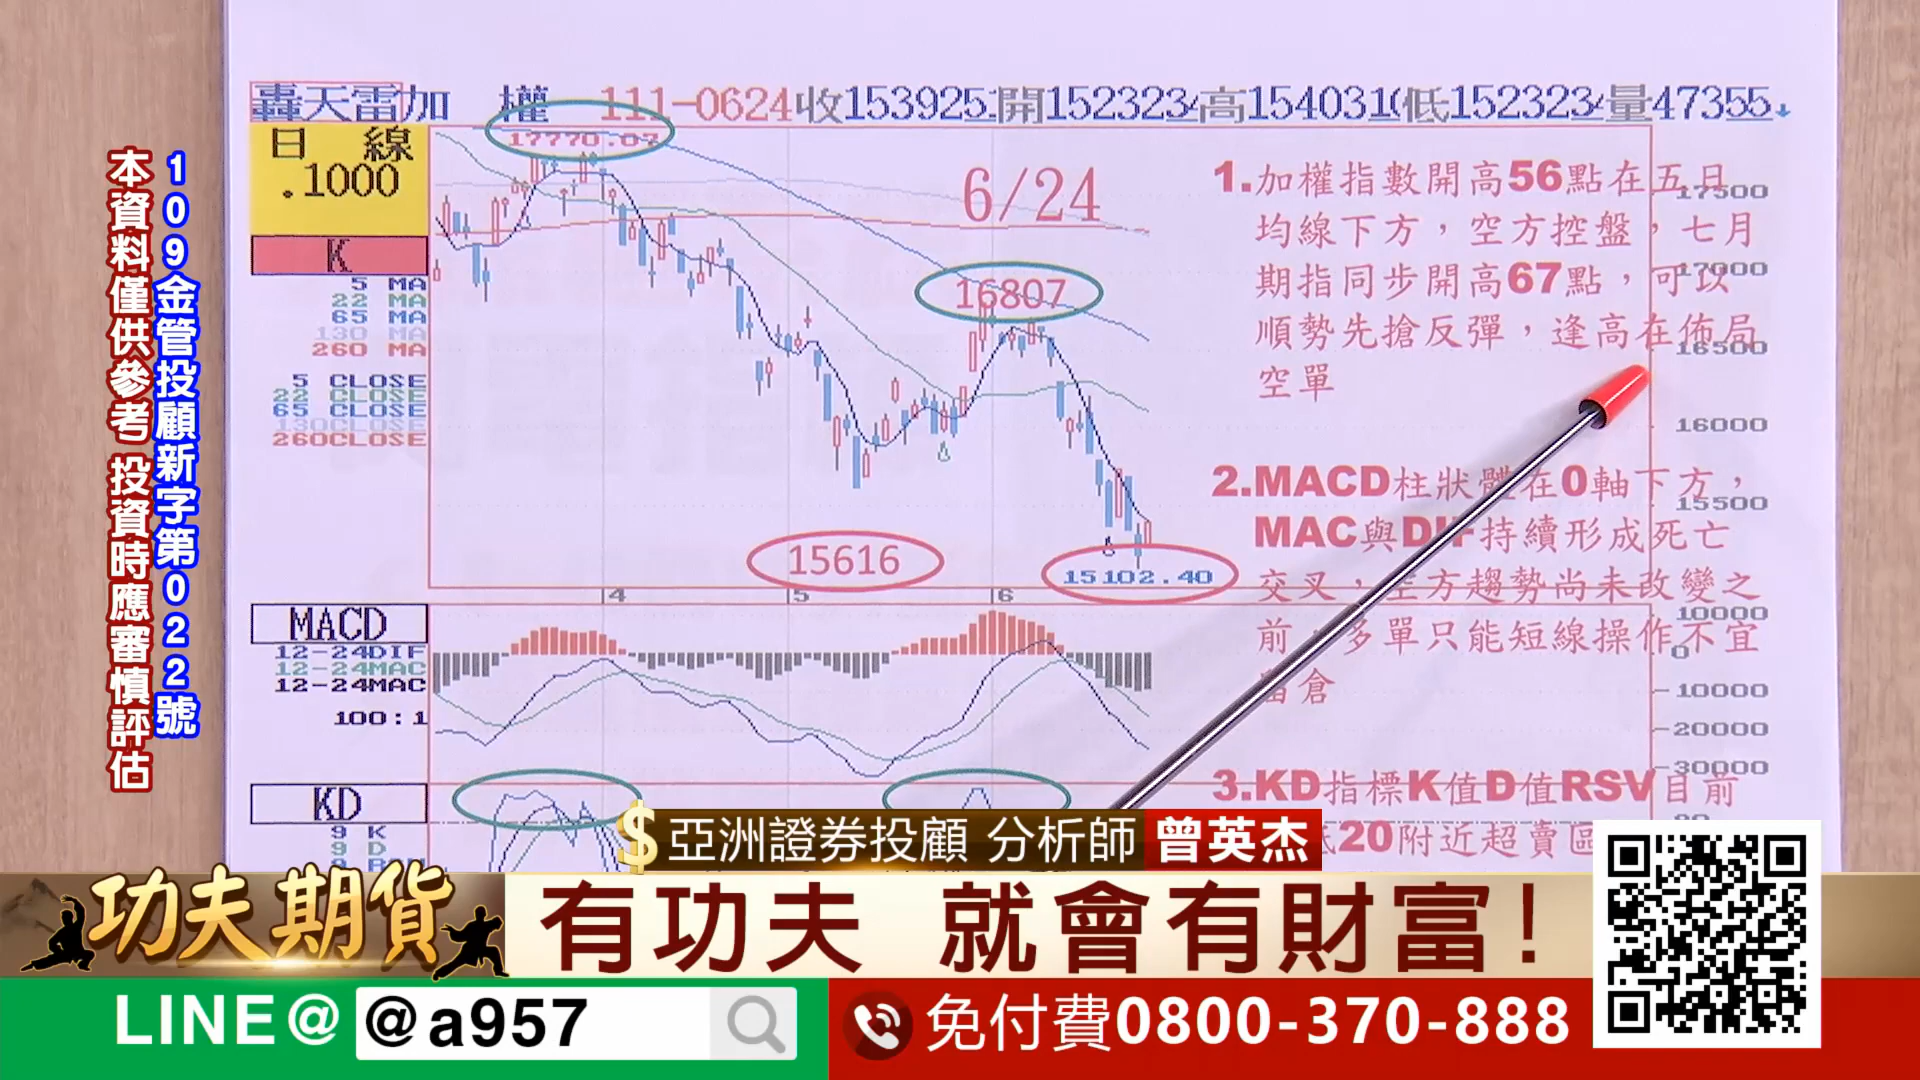 轟天雷加 權 111-0624收153925開152323高154031低152323量47355
日 線
.1000
K
5 MA
22 MA
65 MA
130 MA
260 MA
5 CLOSE
22 CLOSE
65 CLOSE
130CLOSE
260CLOSE
17770.07
6/24
16807
15616
15102.40
4 5 6
17500
17000
16500
16000
15500
1.加權指數開高56點在五日
均線下方，空方控盤，七月
期指同步開高67點，可以
順勢先搶反彈，逢高在佈局
空單
2.MACD柱狀體在0軸下方，
MAC與DIF持續形成死亡
交叉，空方趨勢尚未改變之
前，多單只能短線操作不宜
留倉
3.KD指標K值D值RSV目前
20附近超賣區
MACD
12-24DIF
12-24MAC
12-24MAC
100:1
10000
0
-10000
-20000
-30000
KD
9 K
9 D
本資料僅供參考 投資時應審慎評估
109金管投顧新字第022號
$亞洲證券投顧 分析師 曾英杰
功夫期貨
有功夫 就會有財富!
LINE@ @a957
免付費0800-370-888